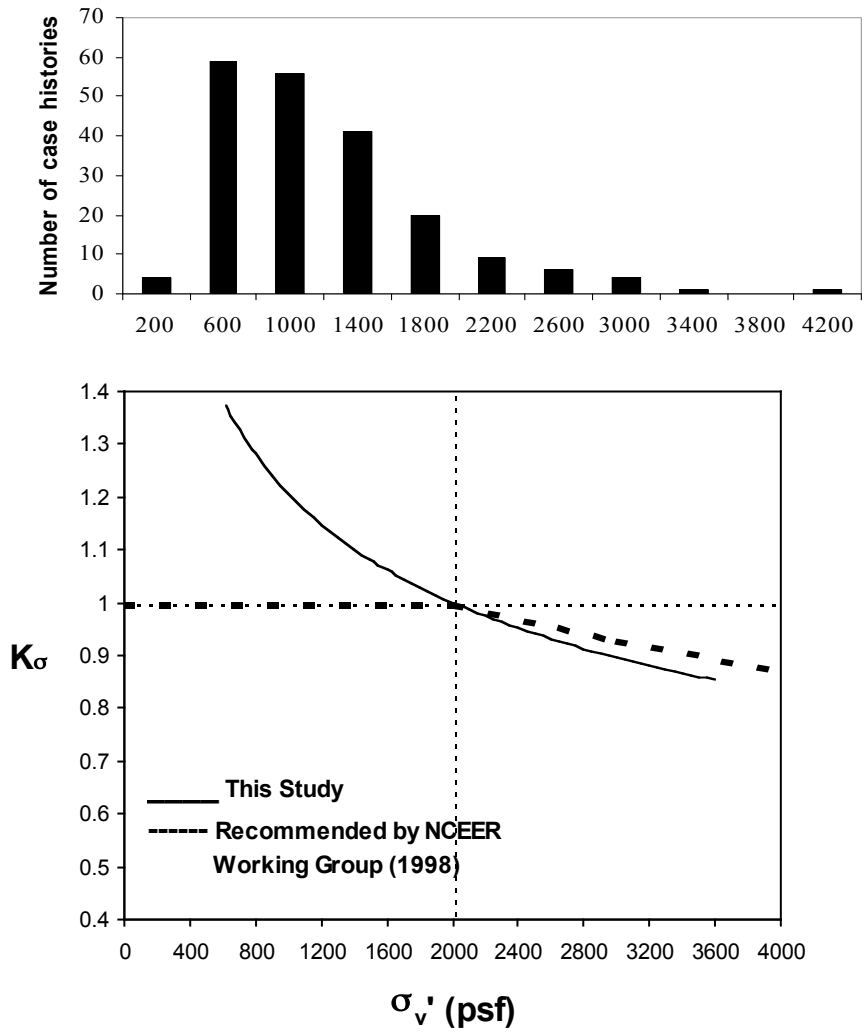 Number of case histories
70
60
50
40
30
20
10
0
200 600 1000 1400 1800 2200 2600 3000 3400 3800 4200
Kσ
1.4
1.3
1.2
1.1
1
0.9
0.8
0.7
0.6
0.5
0.4
This Study
Recommended by NCEER
Working Group (1998)
0 400 800 1200 1600 2000 2400 2800 3200 3600 4000
σv' (psf)